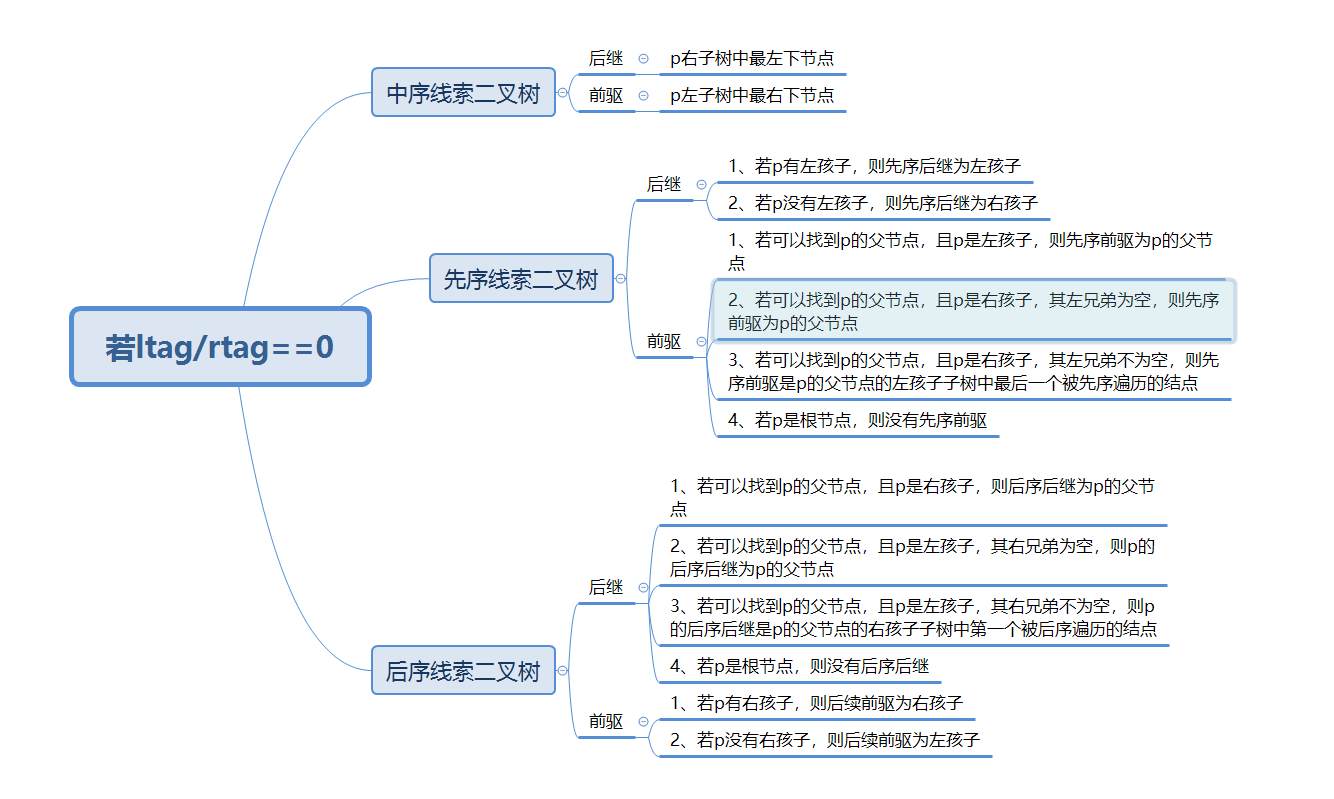 若ltag/rtag==0
中序线索二叉树
后继
p右子树中最左下节点
前驱
p左子树中最右下节点
先序线索二叉树
后继
1、若p有左孩子，则先序后继为左孩子
2、若p没有左孩子，则先序后继为右孩子
前驱
1、若可以找到p的父节点，且p是左孩子，则先序前驱为p的父节
点
2、若可以找到p的父节点，且p是右孩子，其左兄弟为空，则先序
前驱为p的父节点
3、若可以找到p的父节点，且p是右孩子，其左兄弟不为空，则先
序前驱是p的父节点的左孩子子树中最后一个被先序遍历的结点
4、若p是根节点，则没有先序前驱
后序线索二叉树
后继
1、若可以找到p的父节点，且p是右孩子，则后序后继为p的父节
点
2、若可以找到p的父节点，且p是左孩子，其右兄弟为空，则p的
后序后继为p的父节点
3、若可以找到p的父节点，且p是左孩子，其右兄弟不为空，则p
的后序后继是p的父节点的右孩子子树中第一个被后序遍历的结点
4、若p是根节点，则没有后序后继
前驱
1、若p有右孩子，则后续前驱为右孩子
2、若p没有右孩子，则后续前驱为左孩子